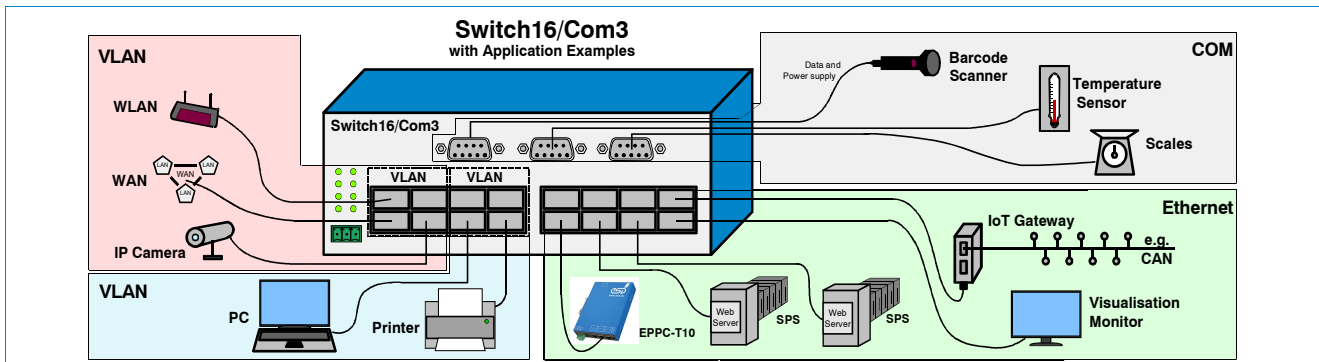 Switch16/Com3
with Application Examples
VLAN
COM
WLAN
Data and
Power supply
Barcode
Scanner
Temperature
Sensor
Switch16/Com3
Scales
WAN
LAN
LAN
WAN
LAN
VLAN
VLAN
Ethernet
IP Camera
IoT Gateway
e.g.
CAN
VLAN
PC
Printer
EPPC-T10
Web
Server
SPS
Web
Server
SPS
Visualisation
Monitor